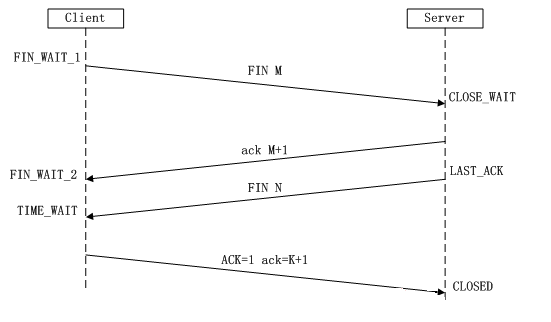 Client
Server
FIN_WAIT_1
FIN M
CLOSE_WAIT
ack M+1
FIN_WAIT_2
LAST_ACK
FIN N
TIME_WAIT
ACK=1 ack=K+1
CLOSED